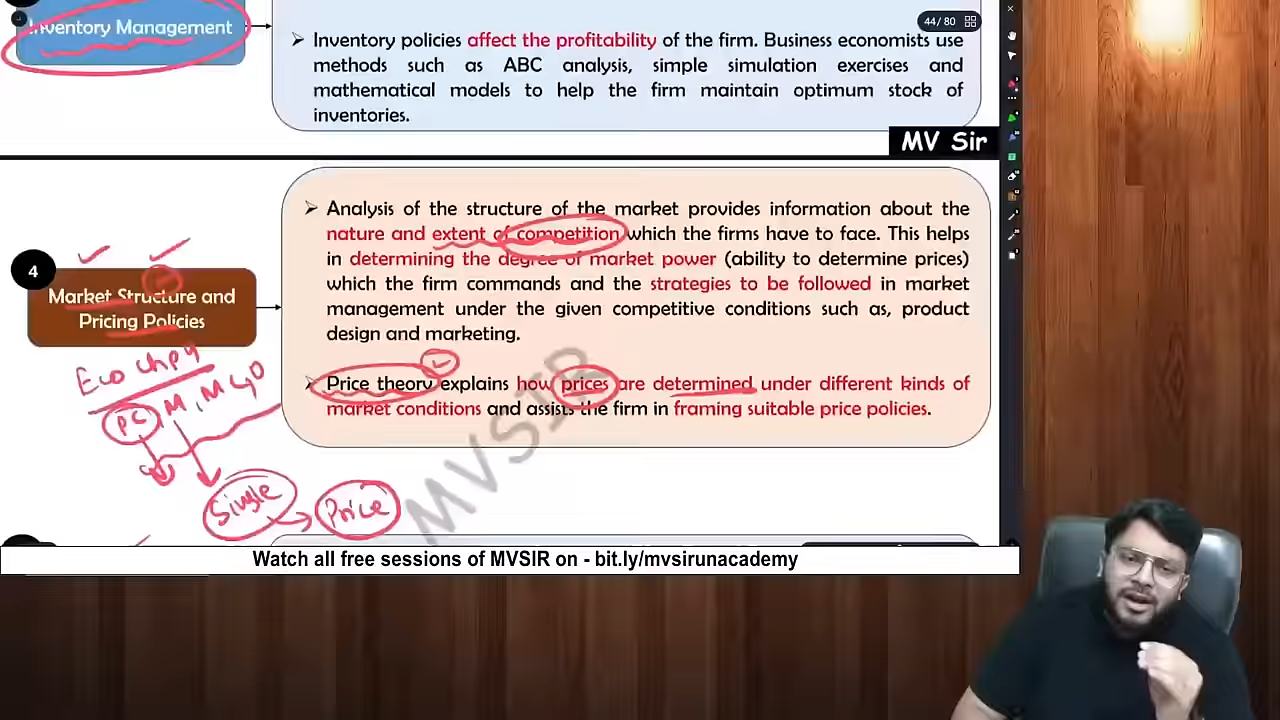 Inventory Management
44 / 80
➢ Inventory policies affect the profitability of the firm. Business economists use
methods such as ABC analysis, simple simulation exercises and
mathematical models to help the firm maintain optimum stock of
inventories.
MV Sir
➢ Analysis of the structure of the market provides information about the
nature and extent of competition which the firms have to face. This helps
in determining the degree of market power (ability to determine prices)
which the firm commands and the strategies to be followed in market
management under the given competitive conditions such as, product
design and marketing.
4
Market Structure and
Pricing Policies
➢ Price theory explains how prices are determined under different kinds of
market conditions and assists the firm in framing suitable price policies.
Eco Chp 4
PC, M, MC, O
Single
Price
MVSIR
Watch all free sessions of MVSIR on - bit.ly/mvsirunacademy